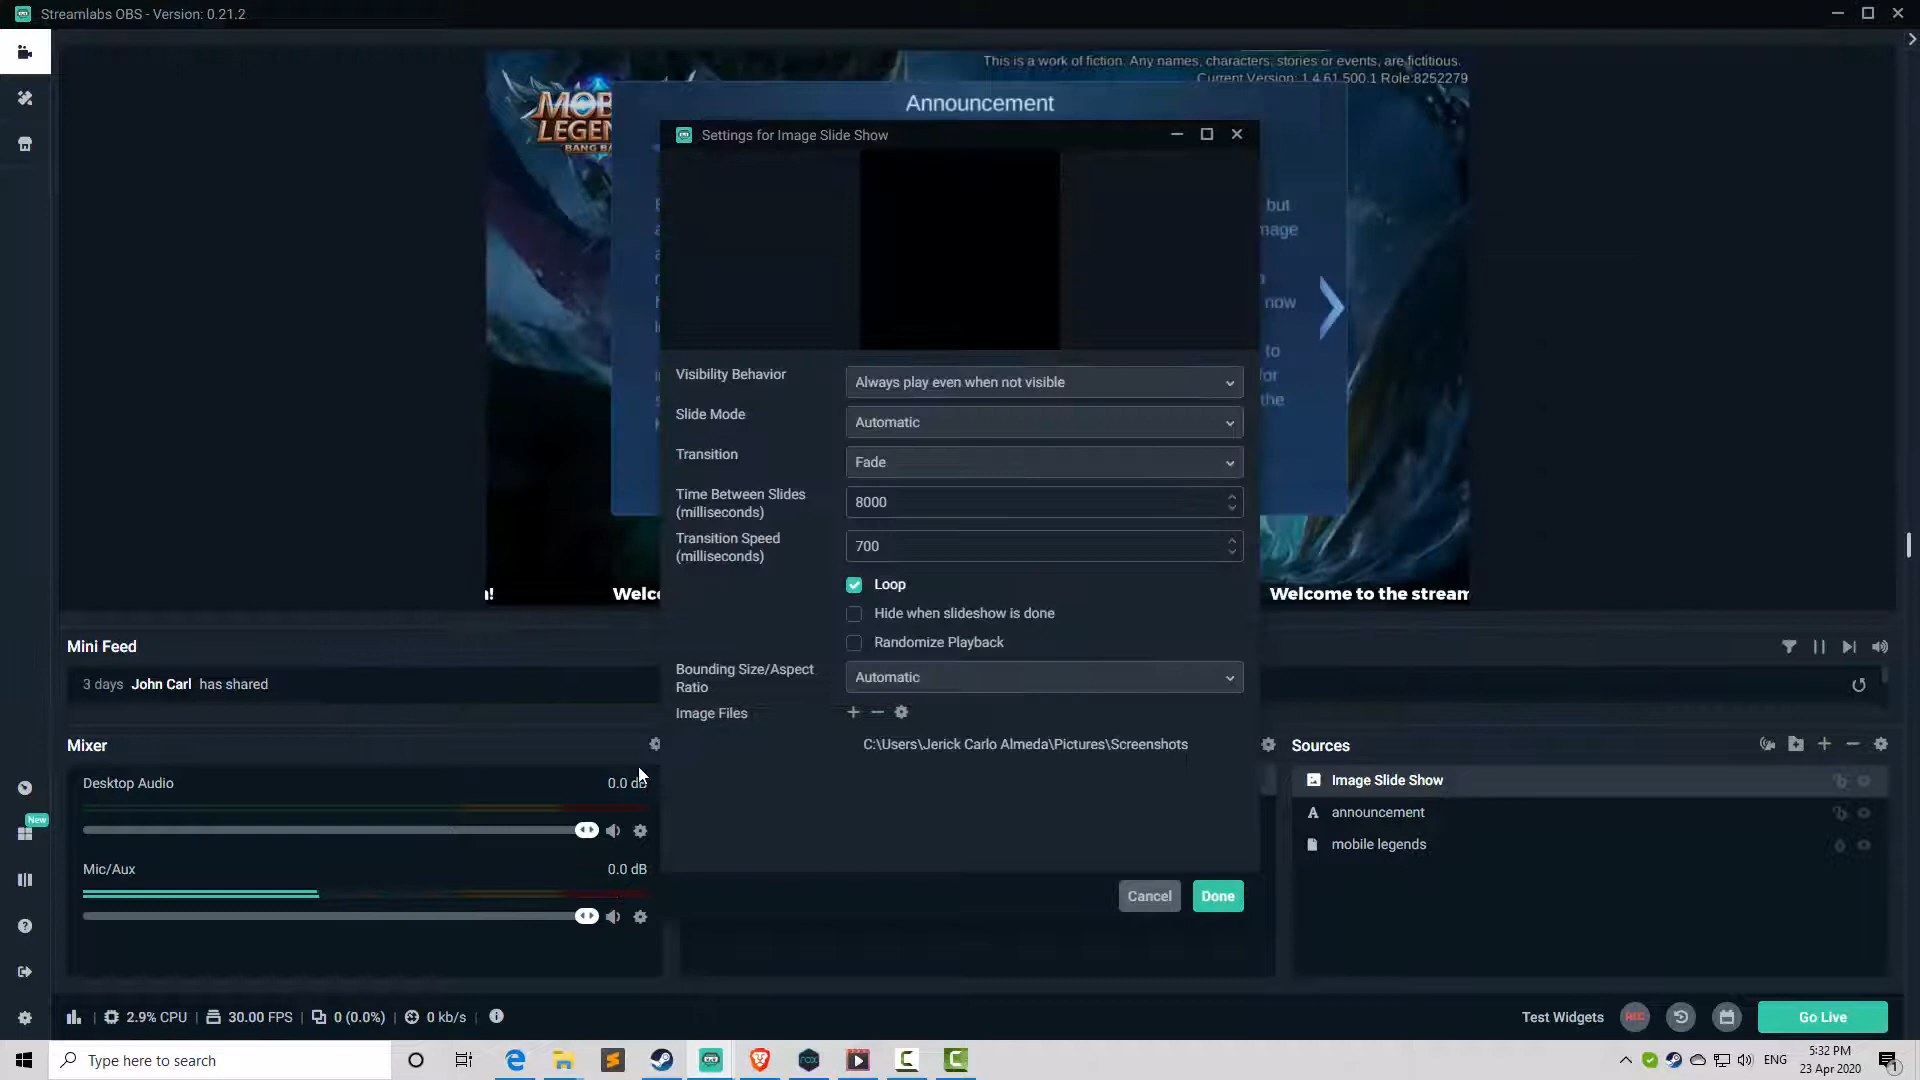 Streamlabs OBS - Version: 0.21.2
This is a work of fiction. Any names, characters, stories or events, are fictitious.
Current Version: 1.4.61.500.1 Role:8252279
Announcement
Settings for Image Slide Show
but
to
the
now
Visibility Behavior
Always play even when not visible
Slide Mode
Automatic
Transition
Fade
Time Between Slides
(milliseconds)
8000
Transition Speed
(milliseconds)
700
Loop
Hide when slideshow is done
Randomize Playback
Bounding Size/Aspect
Ratio
Automatic
Image Files
C:\Users\Jerick Carlo Almeda\Pictures\Screenshots
Cancel
Done
Welcome to the stream
Mini Feed
3 days John Carl has shared
Mixer
Desktop Audio
0.0 dB
Mic/Aux
0.0 dB
Sources
Image Slide Show
announcement
mobile legends
New
2.9% CPU
30.00 FPS
0 (0.0%)
0 kb/s
Test Widgets
REC
Go Live
Type here to search
ENG
5:32 PM
23 Apr 2020
1